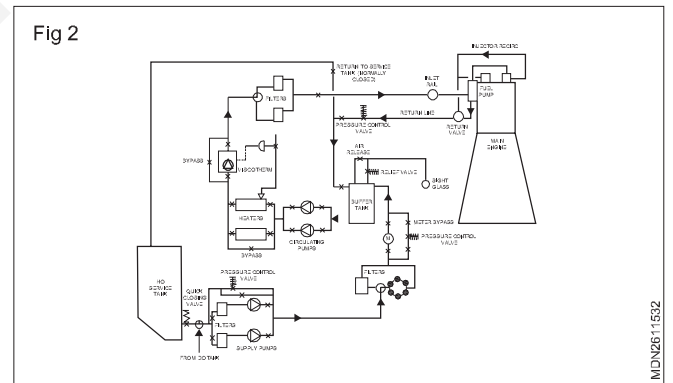 Fig 2
INJECTOR RECIRC
RETURN TO SERVICE
TANK (NORMALLY
CLOSED)
INLET
RAIL
FUEL
PUMP
FILTERS
RETURN LINE
PRESSURE CONTROL
VALVE
RETURN
VALVE
MAIN
ENGINE
AIR
RELEASE
BYPASS
VISCOTHERM
RELIEF VALVE
SIGHT
GLASS
BUFFER
TANK
HEATERS
METER BYPASS
CIRCULATING
PUMPS
M
PRESSURE CONTROL
VALVE
BYPASS
HO
SERVICE
TANK
QUICK
CLOSING
VALVE
PRESSURE CONTROL
VALVE
FILTERS
FILTERS
SUPPLY PUMPS
FROM DO TANK
MDN2611532